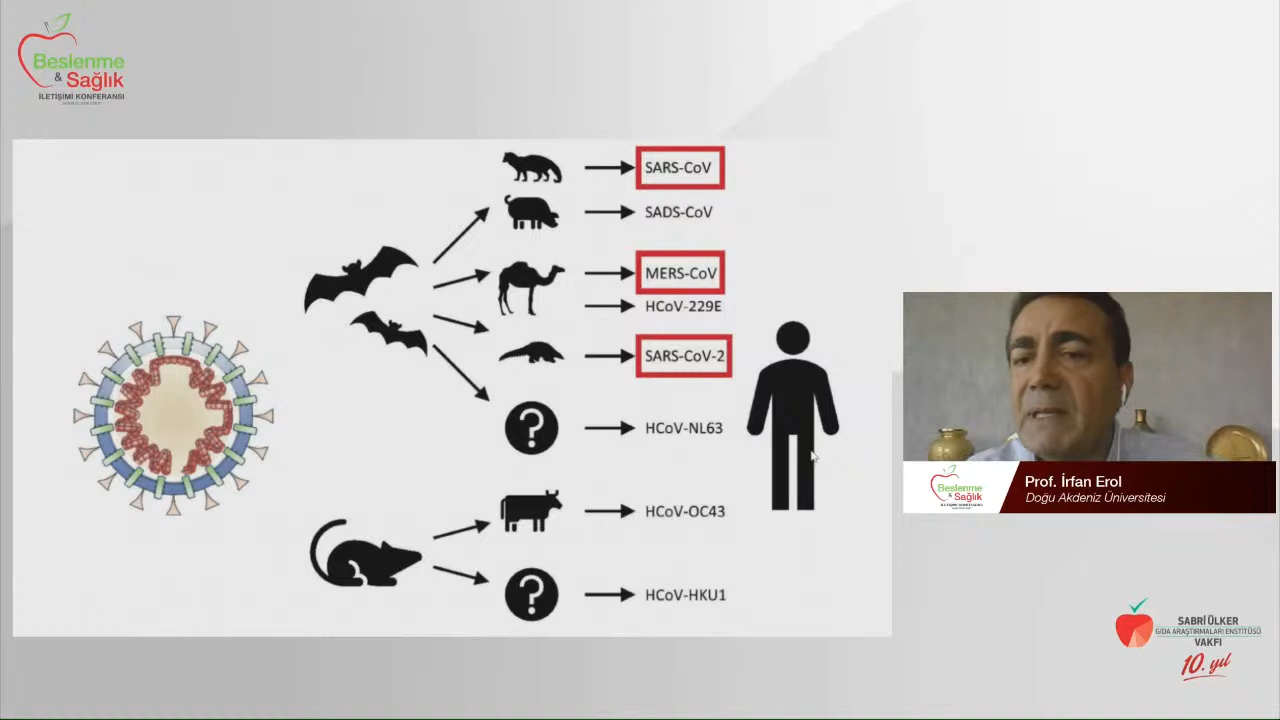 Beslenme
& Sağlık
İLETİŞİMİ KONFERANSI
SARS-CoV
SADS-CoV
MERS-CoV
HCoV-229E
SARS-CoV-2
?
HCoV-NL63
HCoV-OC43
?
HCoV-HKU1
Beslenme
& Sağlık
Prof. İrfan Erol
Doğu Akdeniz Üniversitesi
SABRİ ÜLKER
GIDA ARAŞTIRMALARI ENSTİTÜSÜ
VAKFI
10. yıl